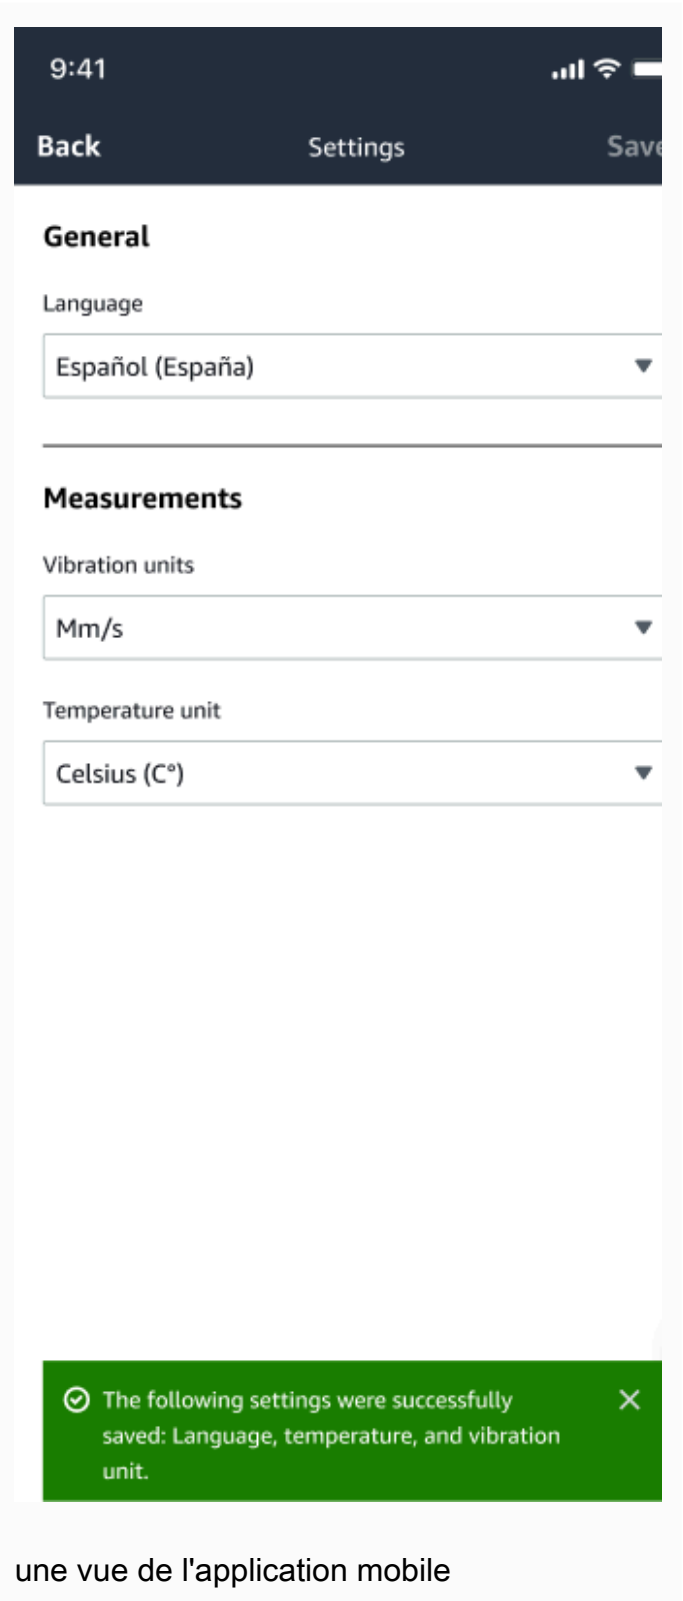 9:41
Back Settings Save
General
Language
Español (España)
Measurements
Vibration units
Mm/s
Temperature unit
Celsius (C°)
The following settings were successfully
saved: Language, temperature, and vibration
unit.
une vue de l'application mobile